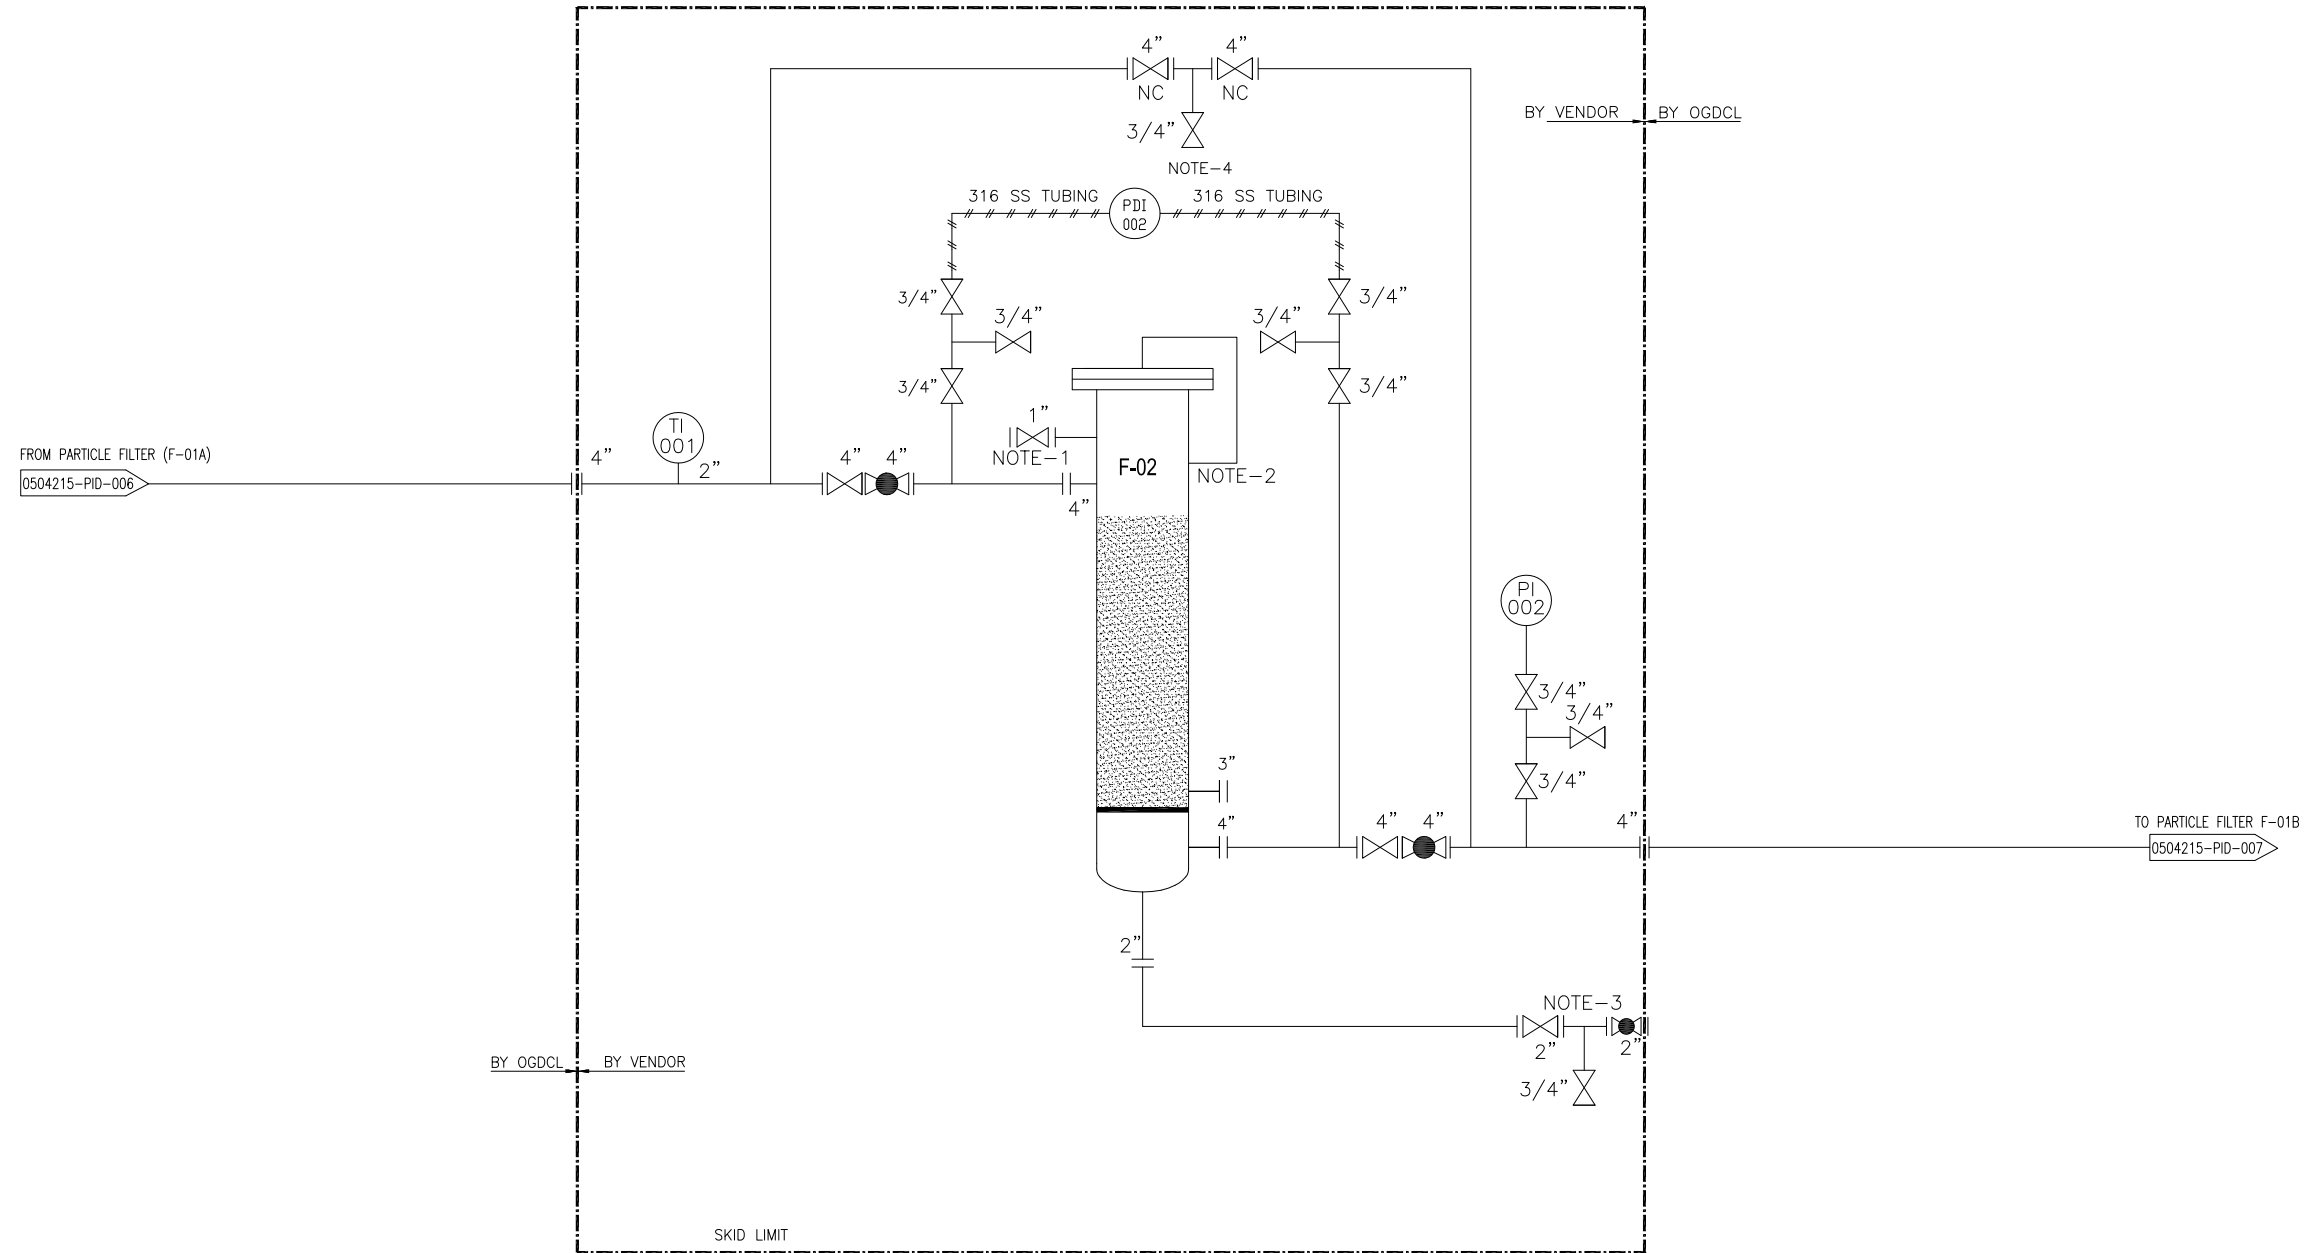 4” 4”
NC NC
3/4”
NOTE-4
BY VENDOR BY OGDCL
316 SS TUBING
PDI
002
316 SS TUBING
3/4”
3/4”
3/4”
3/4”
3/4”
3/4”
1”
NOTE-1
F-02
NOTE-2
FROM PARTICLE FILTER (F-01A)
0504215-PID-006
4”
TI
001
2”
4” 4”
4”
PI
002
3/4”
3/4”
3/4”
3”
4”
4” 4”
4”
TO PARTICLE FILTER F-01B
0504215-PID-007
2”
NOTE-3
2” 2”
3/4”
BY OGDCL BY VENDOR
SKID LIMIT